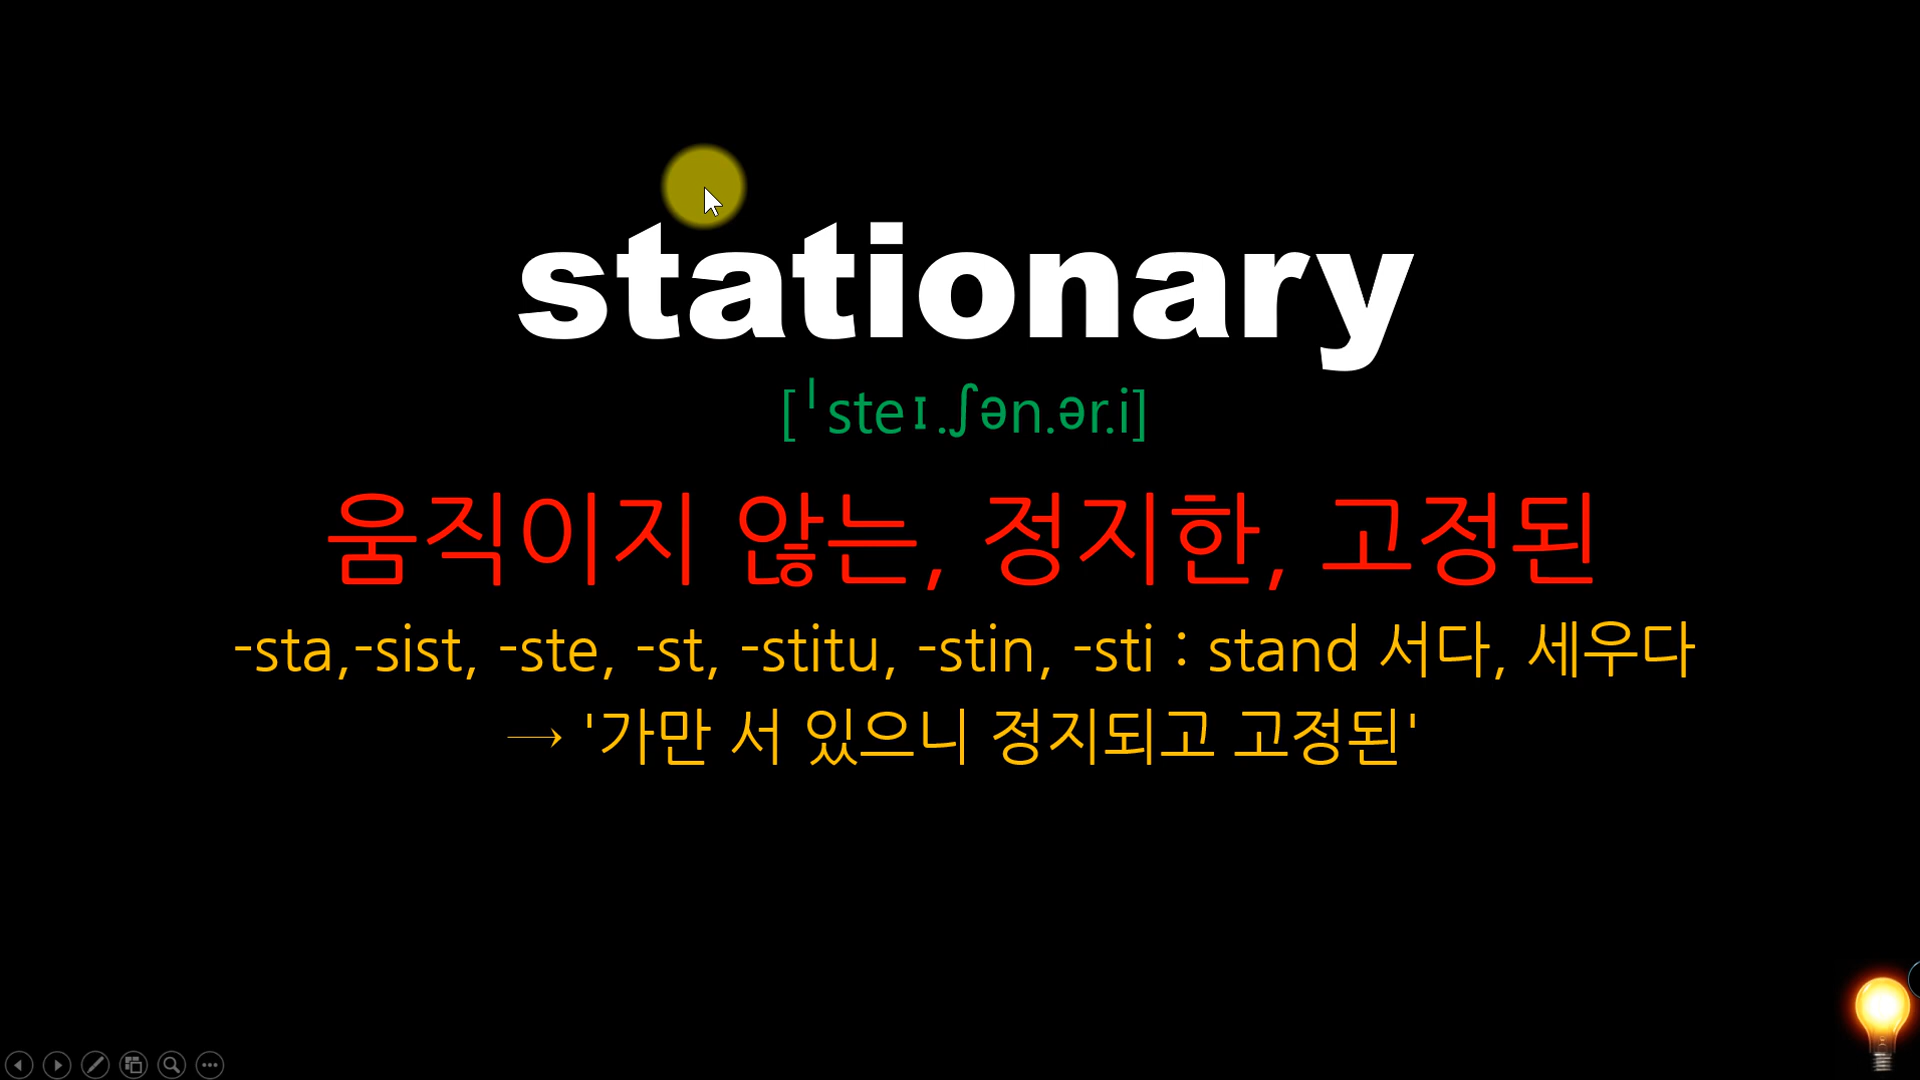 stationary
[ˈsteɪ.ʃən.ər.i]
움직이지 않는, 정지한, 고정된
-sta,-sist, -ste, -st, -stitu, -stin, -sti : stand 서다, 세우다
→ '가만 서 있으니 정지되고 고정된'